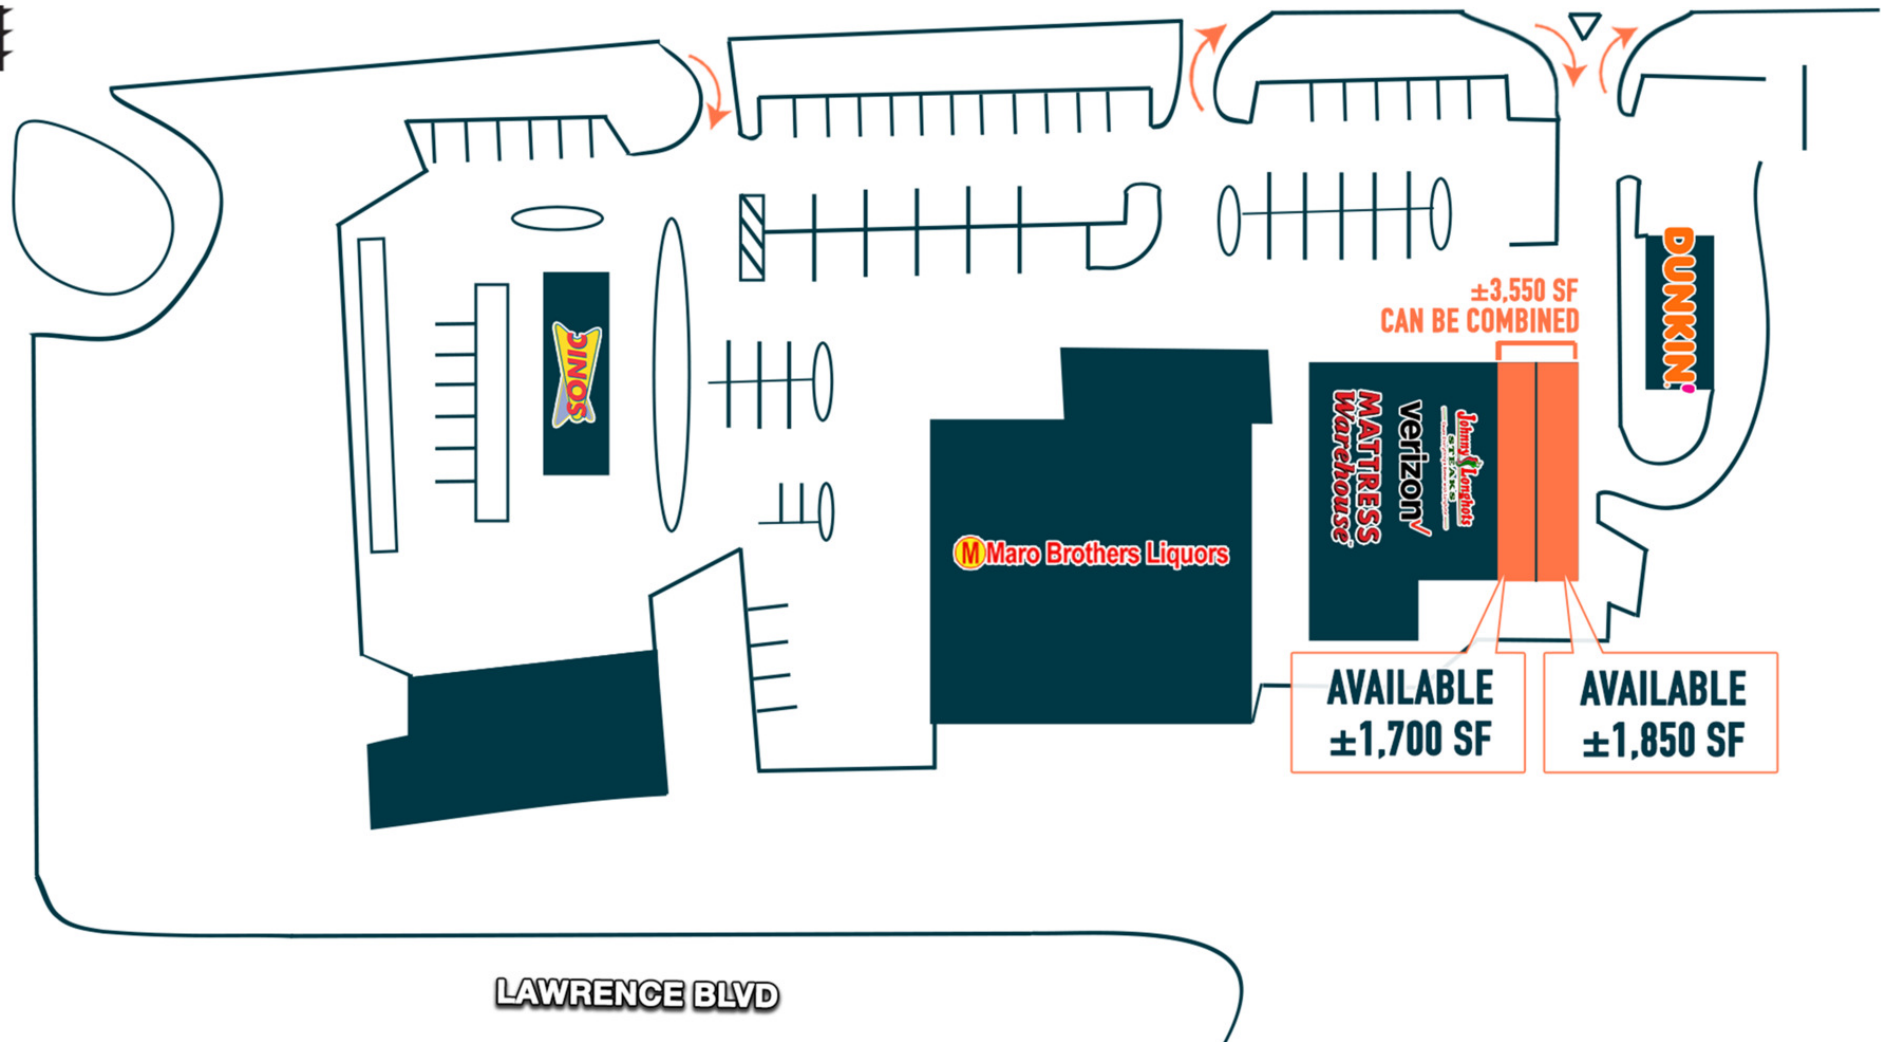 SONIC
±3,550 SF
CAN BE COMBINED
DUNKIN'
MATTRESS
Warehouse
verizon
Johnny Longhots
STEAKS
M Maro Brothers Liquors
AVAILABLE
±1,700 SF
AVAILABLE
±1,850 SF
LAWRENCE BLVD